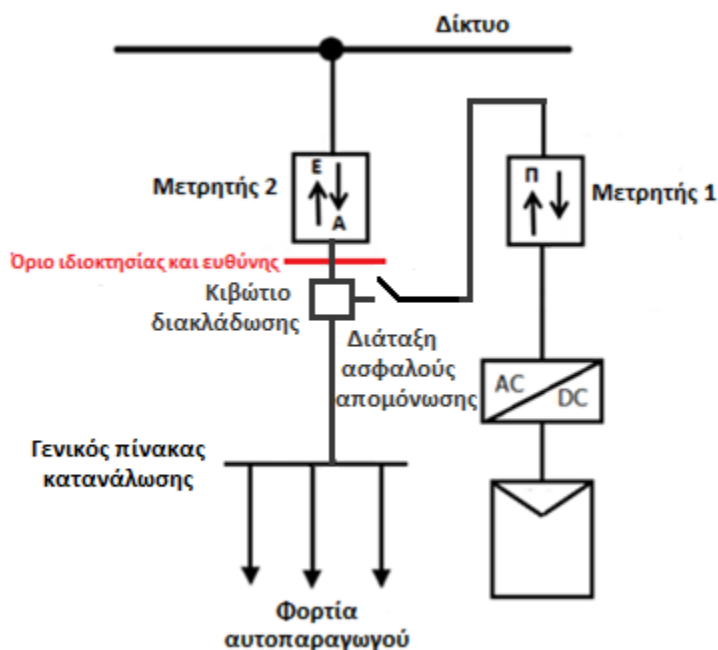 Δίκτυο
Μετρητής 2
Ε
Α
Π
Μετρητής 1
Όριο ιδιοκτησίας και ευθύνης
Κιβώτιο
διακλάδωσης
Διάταξη
ασφαλούς
απομόνωσης
AC
DC
Γενικός πίνακας
κατανάλωσης
Φορτία
αυτοπαραγωγού